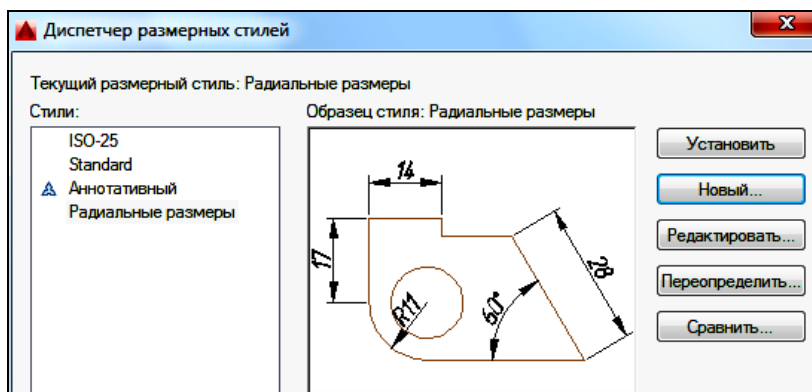 Диспетчер размерных стилей
Текущий размерный стиль: Радиальные размеры
Стили:
Образец стиля: Радиальные размеры
ISO-25
Standard
Аннотативный
Радиальные размеры
14
17
R11
60°
28
Установить
Новый...
Редактировать...
Переопределить...
Сравнить...